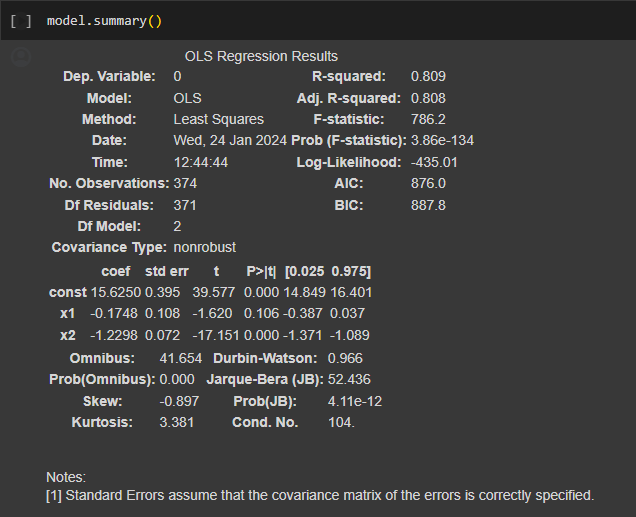 [ ] model.summary()
OLS Regression Results
Dep. Variable: 0 R-squared: 0.809
Model: OLS Adj. R-squared: 0.808
Method: Least Squares F-statistic: 786.2
Date: Wed, 24 Jan 2024 Prob (F-statistic): 3.86e-134
Time: 12:44:44 Log-Likelihood: -435.01
No. Observations: 374 AIC: 876.0
Df Residuals: 371 BIC: 887.8
Df Model: 2
Covariance Type: nonrobust
coef std err t P>|t| [0.025 0.975]
const 15.6250 0.395 39.577 0.000 14.849 16.401
x1 -0.1748 0.108 -1.620 0.106 -0.387 0.037
x2 -1.2298 0.072 -17.151 0.000 -1.371 -1.089
Omnibus: 41.654 Durbin-Watson: 0.966
Prob(Omnibus): 0.000 Jarque-Bera (JB): 52.436
Skew: -0.897 Prob(JB): 4.11e-12
Kurtosis: 3.381 Cond. No. 104.
Notes:
[1] Standard Errors assume that the covariance matrix of the errors is correctly specified.